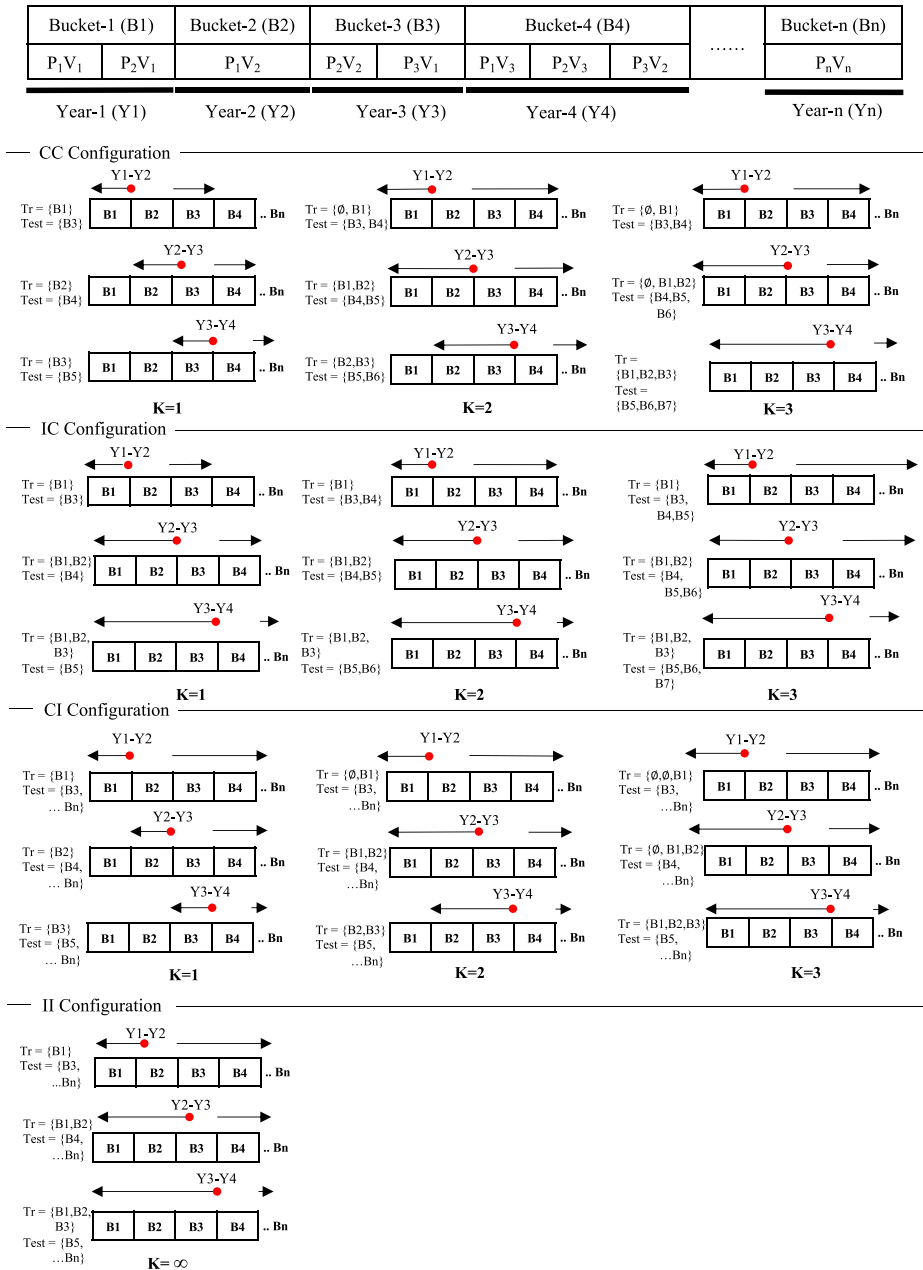 Bucket-1 (B1) Bucket-2 (B2) Bucket-3 (B3) Bucket-4 (B4) ...... Bucket-n (Bn)
P₁V₁ P₂V₁ P₁V₂ P₂V₂ P₃V₁ P₁V₃ P₂V₃ P₃V₂ PₙVₙ
Year-1 (Y1) Year-2 (Y2) Year-3 (Y3) Year-4 (Y4) Year-n (Yn)
CC Configuration
Y1-Y2 Y1-Y2 Y1-Y2
Tr = {B1} Tr = {∅, B1} Tr = {∅, B1}
Test = {B3} Test = {B3, B4} Test = {B3,B4}
B1 B2 B3 B4 .. Bn B1 B2 B3 B4 .. Bn B1 B2 B3 B4 .. Bn
Y2-Y3 Y2-Y3 Y2-Y3
Tr = {B2} Tr = {B1,B2} Tr = {∅, B1,B2}
Test = {B4} Test = {B4,B5} Test = {B4,B5,
B6}
B1 B2 B3 B4 .. Bn B1 B2 B3 B4 .. Bn B1 B2 B3 B4 .. Bn
Y3-Y4 Y3-Y4 Y3-Y4
Tr = {B3} Tr = {B2,B3} Tr =
{B1,B2,B3}
Test = {B5} Test = {B5,B6} Test =
{B5,B6,B7}
B1 B2 B3 B4 .. Bn B1 B2 B3 B4 .. Bn B1 B2 B3 B4 .. Bn
K=1 K=2 K=3
IC Configuration
Y1-Y2 Y1-Y2 Y1-Y2
Tr = {B1} Tr = {B1} Tr = {B1}
Test = {B3} Test = {B3,B4} Test = {B3,
B4,B5}
B1 B2 B3 B4 .. Bn B1 B2 B3 B4 .. Bn B1 B2 B3 B4 .. Bn
Y2-Y3 Y2-Y3 Y2-Y3
Tr = {B1,B2} Tr = {B1,B2} Tr = {B1,B2}
Test = {B4} Test = {B4,B5} Test = {B4,
B5,B6}
B1 B2 B3 B4 .. Bn B1 B2 B3 B4 .. Bn B1 B2 B3 B4 .. Bn
Y3-Y4 Y3-Y4 Y3-Y4
Tr = {B1,B2, Tr = {B1,B2, Tr = {B1,B2,
B3} B3} B3}
Test = {B5} Test = {B5,B6} Test = {B5,B6,
B7}
B1 B2 B3 B4 .. Bn B1 B2 B3 B4 .. Bn B1 B2 B3 B4 .. Bn
K=1 K=2 K=3
CI Configuration
Y1-Y2 Y1-Y2 Y1-Y2
Tr = {B1} Tr = {∅,B1} Tr = {∅,∅,B1}
Test = {B3, Test = {B3, Test = {B3,
... Bn} ...Bn} ...Bn}
B1 B2 B3 B4 .. Bn B1 B2 B3 B4 .. Bn B1 B2 B3 B4 .. Bn
Y2-Y3 Y2-Y3 Y2-Y3
Tr = {B2} Tr = {B1,B2} Tr = {∅, B1,B2}
Test = {B4, Test = {B4, Test = {B4,
... Bn} ...Bn} ...Bn}
B1 B2 B3 B4 .. Bn B1 B2 B3 B4 .. Bn B1 B2 B3 B4 .. Bn
Y3-Y4 Y3-Y4 Y3-Y4
Tr = {B3} Tr = {B2,B3} Tr = {B1,B2,B3}
Test = {B5, Test = {B5, Test = {B5,
... Bn} ...Bn} ...Bn}
B1 B2 B3 B4 .. Bn B1 B2 B3 B4 .. Bn B1 B2 B3 B4 .. Bn
K=1 K=2 K=3
II Configuration
Y1-Y2
Tr = {B1}
Test = {B3,
...Bn}
B1 B2 B3 B4 .. Bn
Y2-Y3
Tr = {B1,B2}
Test = {B4,
...Bn}
B1 B2 B3 B4 .. Bn
Y3-Y4
Tr = {B1,B2,
B3}
Test = {B5,
...Bn}
B1 B2 B3 B4 .. Bn
K= ∞